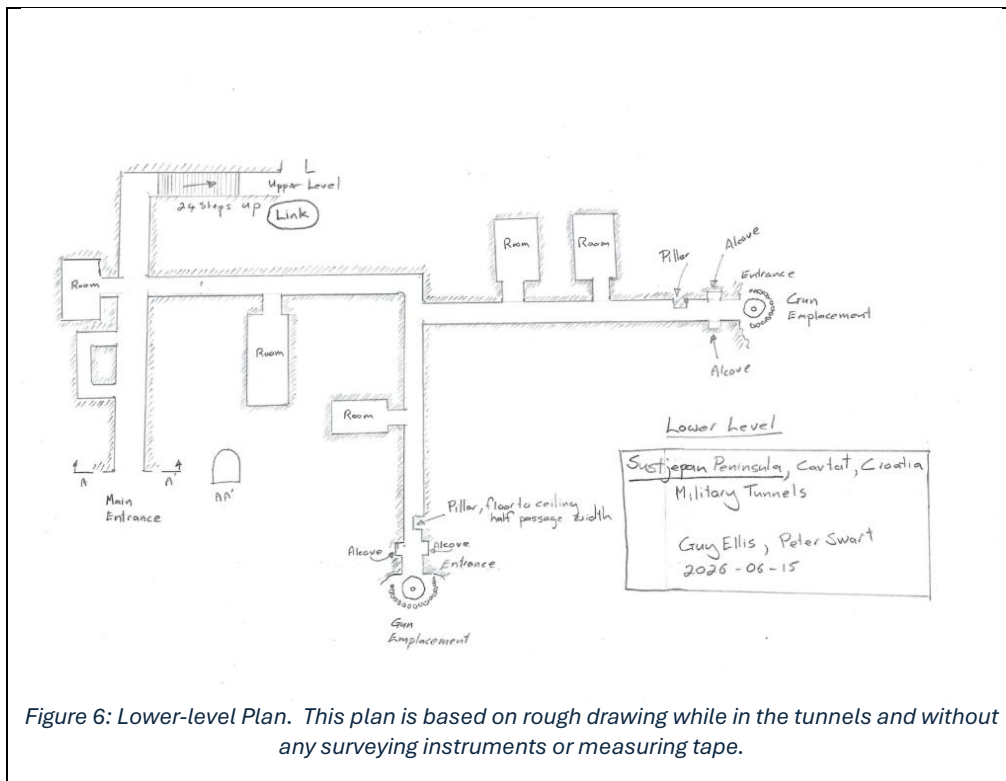 Upper Level
24 Steps up
Link
Room
Room
Room
Room
Room
Pillar
Alcove
Entrance
Gun
Emplacement
Alcove
A
A'
AA'
Main
Entrance
Pillar, floor to ceiling
half passage width
Alcove
Alcove
Entrance
Gun
Emplacement
Lower Level
Sustjepan Peninsula, Cavtat, Croatia
Military Tunnels
Guy Ellis, Peter Swart
2026-06-15
Figure 6: Lower-level Plan. This plan is based on rough drawing while in the tunnels and without
any surveying instruments or measuring tape.